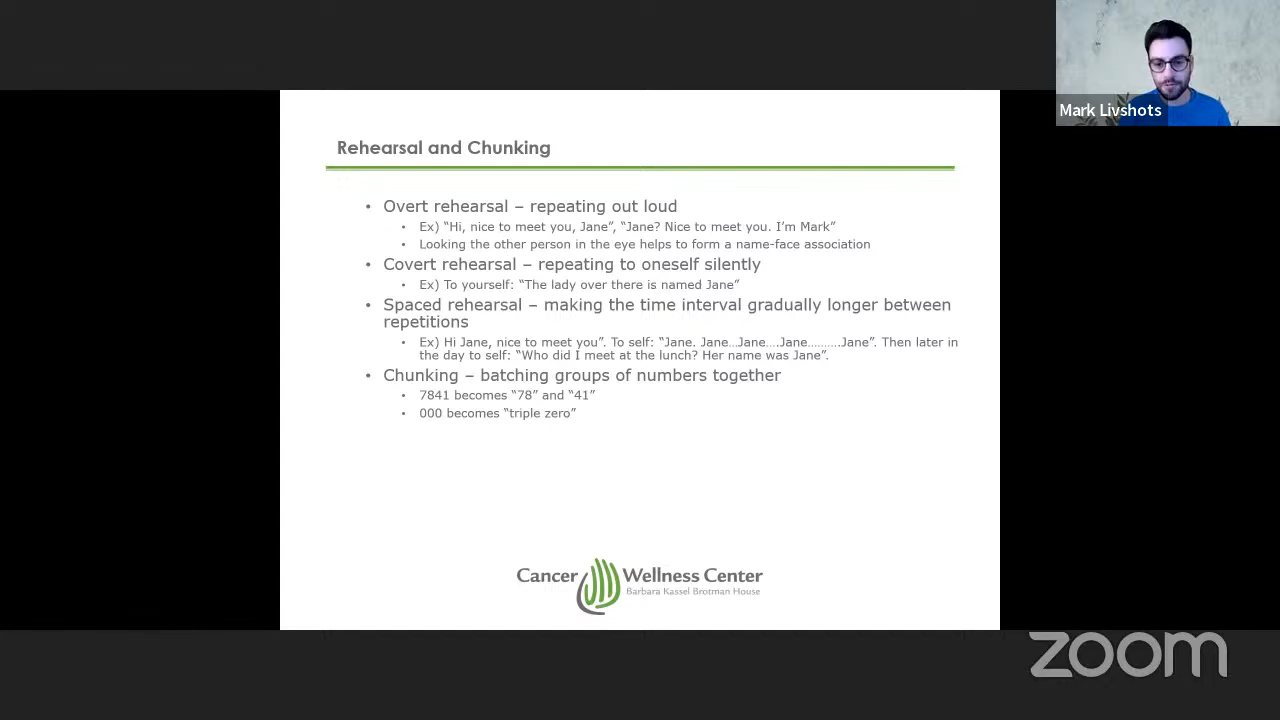 Mark Livshots
Rehearsal and Chunking
• Overt rehearsal – repeating out loud
• Ex) “Hi, nice to meet you, Jane”, “Jane? Nice to meet you. I’m Mark”
• Looking the other person in the eye helps to form a name-face association
• Covert rehearsal – repeating to oneself silently
• Ex) To yourself: “The lady over there is named Jane”
• Spaced rehearsal – making the time interval gradually longer between
repetitions
• Ex) Hi Jane, nice to meet you”. To self: “Jane. Jane…Jane….Jane……….Jane”. Then later in
the day to self: “Who did I meet at the lunch? Her name was Jane”.
• Chunking – batching groups of numbers together
• 7841 becomes “78” and “41”
• 000 becomes “triple zero”
Cancer Wellness Center
Barbara Kassel Brotman House
zoom